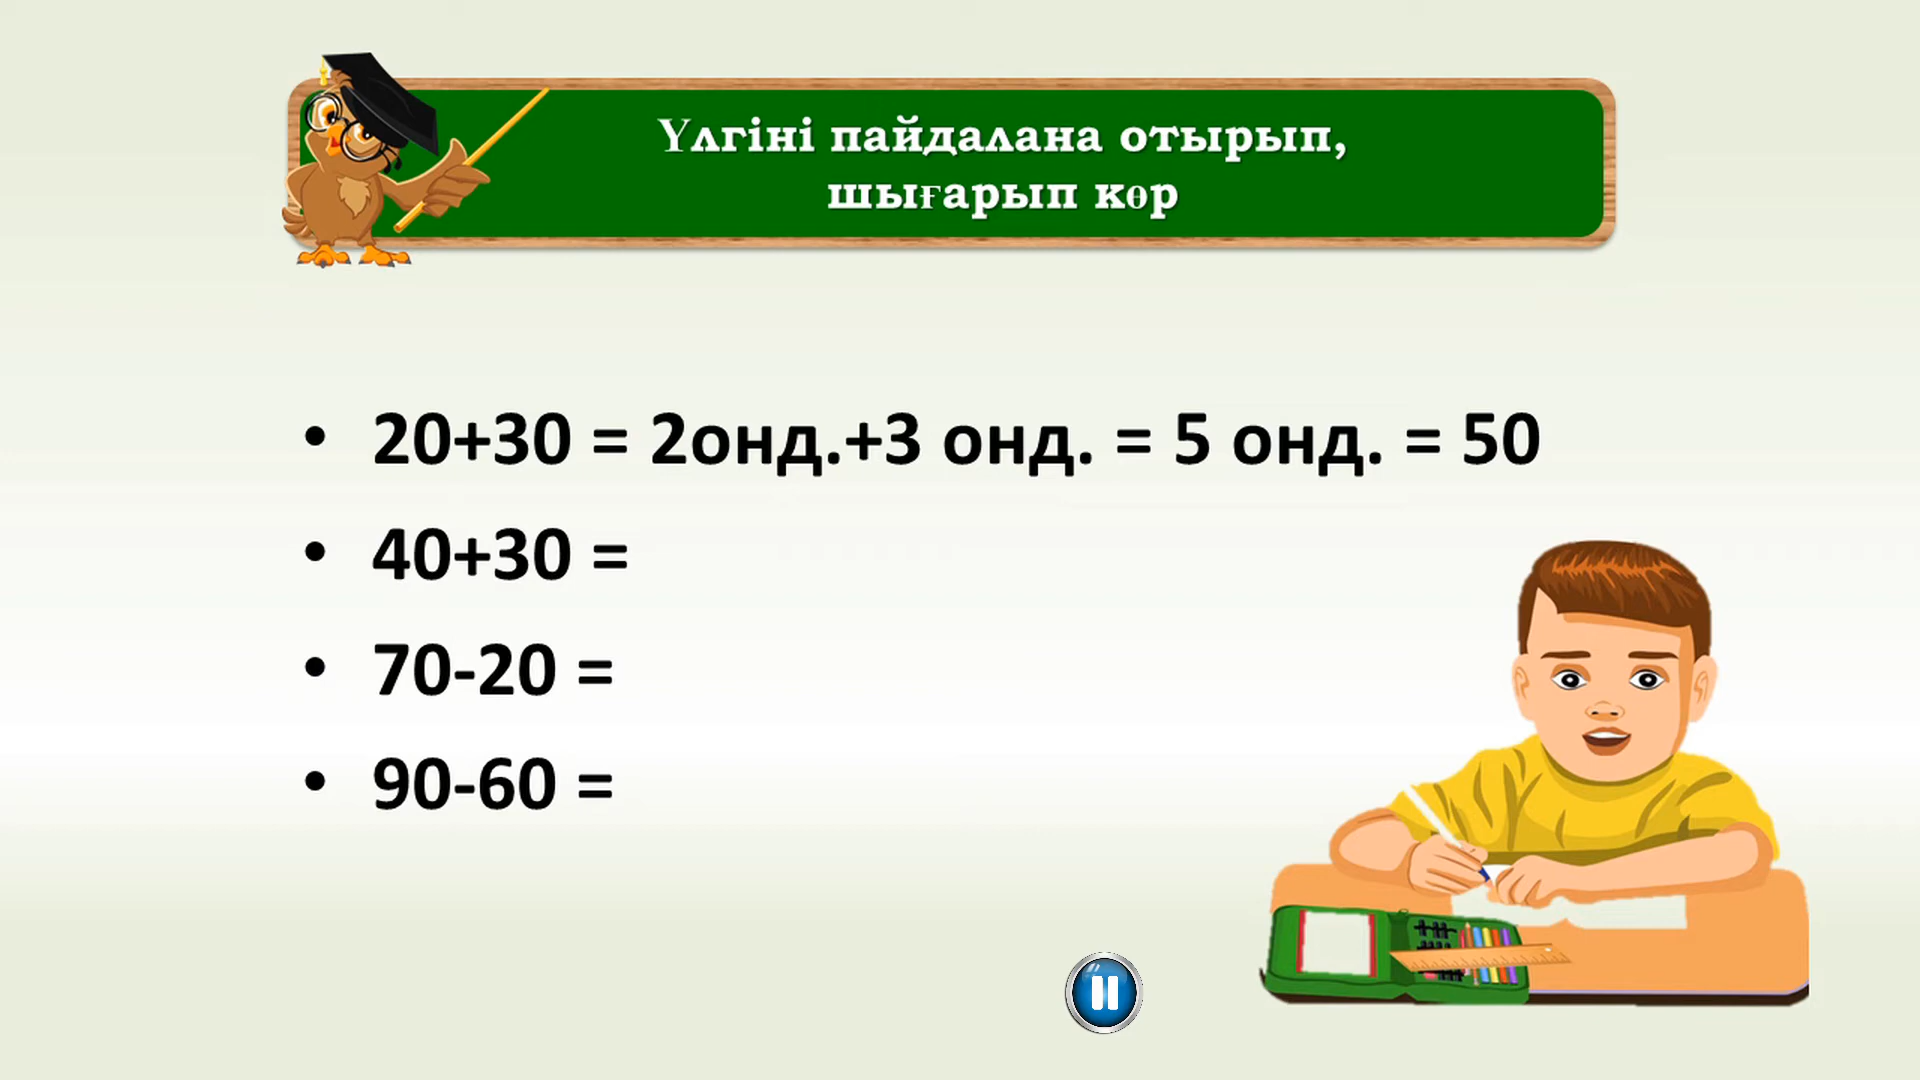 Үлгіні пайдалана отырып,
шығарып көр
• 20+30 = 2онд.+3 онд. = 5 онд. = 50
• 40+30 =
• 70-20 =
• 90-60 =